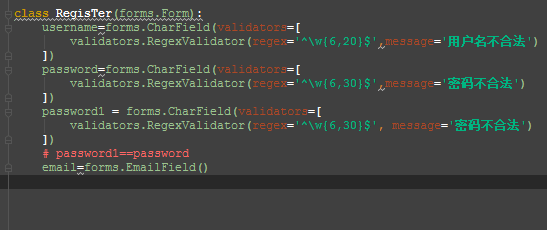 class RegisTer(forms.Form):
    username=forms.CharField(validators=[
        validators.RegexValidator(regex='^\w{6,20}$',message='用户名不合法')
    ])
    password=forms.CharField(validators=[
        validators.RegexValidator(regex='^\w{6,30}$',message='密码不合法')
    ])
    password1 = forms.CharField(validators=[
        validators.RegexValidator(regex='^\w{6,30}$', message='密码不合法')
    ])
    # password1==password
    email=forms.EmailField()